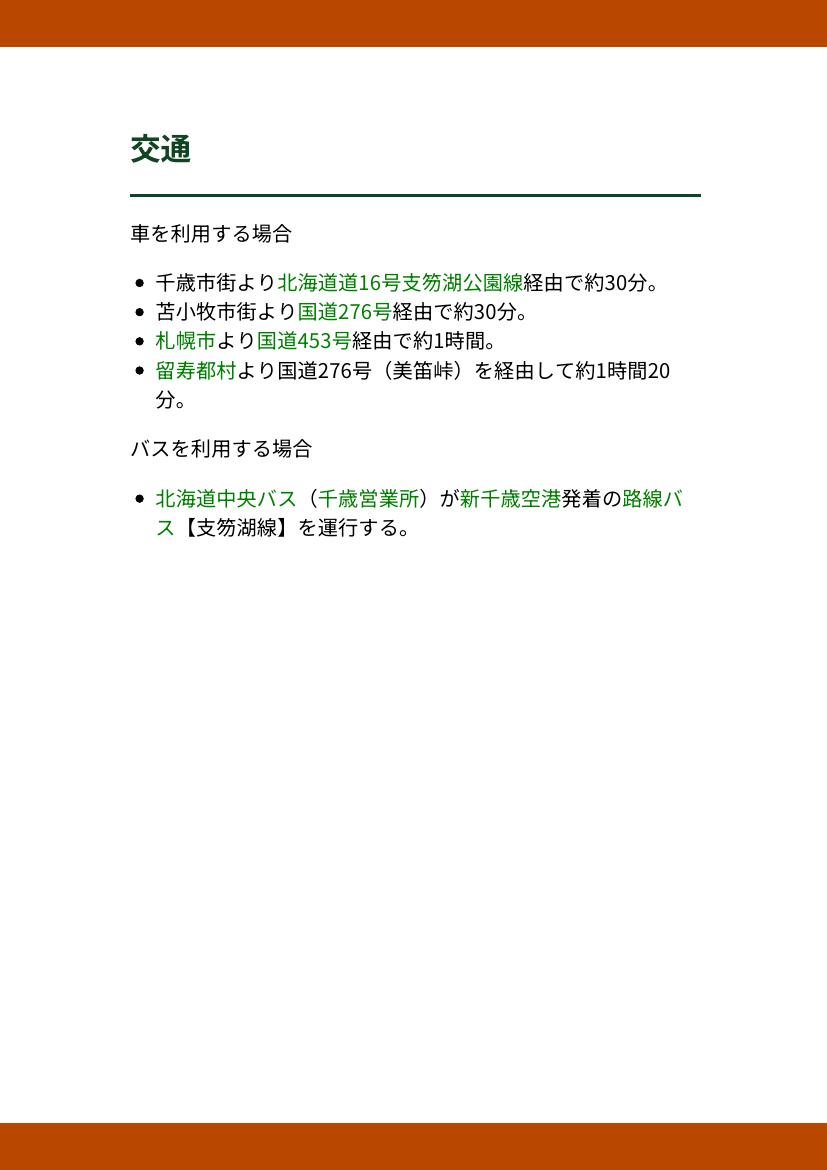 交通
車を利用する場合
千歳市街より北海道道16号支笏湖公園線経由で約30分。
苫小牧市街より国道276号経由で約30分。
札幌市より国道453号経由で約1時間。
留寿都村より国道276号（美笛峠）を経由して約1時間20
分。
バスを利用する場合
北海道中央バス（千歳営業所）が新千歳空港発着の路線バ
ス【支笏湖線】を運行する。